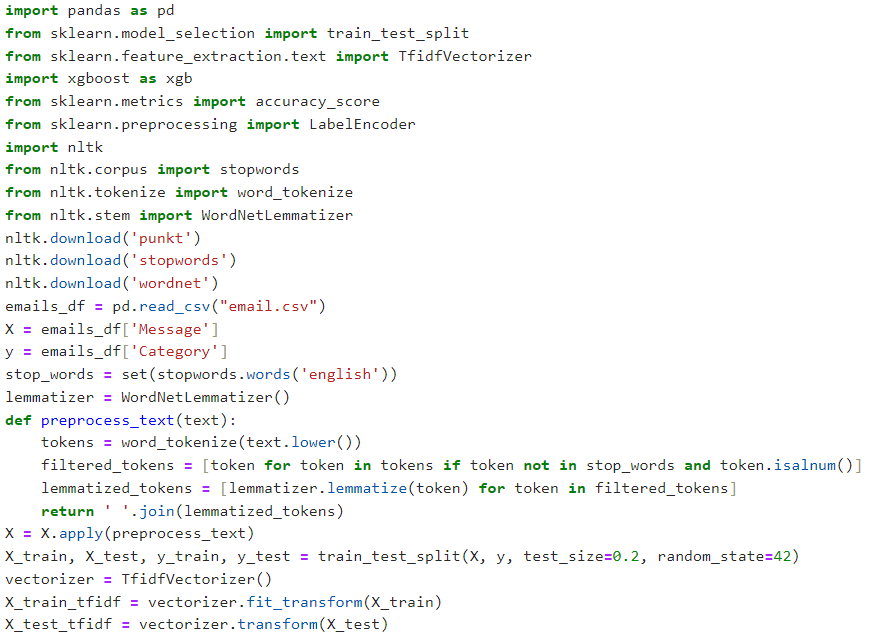 import pandas as pd
from sklearn.model_selection import train_test_split
from sklearn.feature_extraction.text import TfidfVectorizer
import xgboost as xgb
from sklearn.metrics import accuracy_score
from sklearn.preprocessing import LabelEncoder
import nltk
from nltk.corpus import stopwords
from nltk.tokenize import word_tokenize
from nltk.stem import WordNetLemmatizer
nltk.download('punkt')
nltk.download('stopwords')
nltk.download('wordnet')
emails_df = pd.read_csv("email.csv")
X = emails_df['Message']
y = emails_df['Category']
stop_words = set(stopwords.words('english'))
lemmatizer = WordNetLemmatizer()
def preprocess_text(text):
    tokens = word_tokenize(text.lower())
    filtered_tokens = [token for token in tokens if token not in stop_words and token.isalnum()]
    lemmatized_tokens = [lemmatizer.lemmatize(token) for token in filtered_tokens]
    return ' '.join(lemmatized_tokens)
X = X.apply(preprocess_text)
X_train, X_test, y_train, y_test = train_test_split(X, y, test_size=0.2, random_state=42)
vectorizer = TfidfVectorizer()
X_train_tfidf = vectorizer.fit_transform(X_train)
X_test_tfidf = vectorizer.transform(X_test)